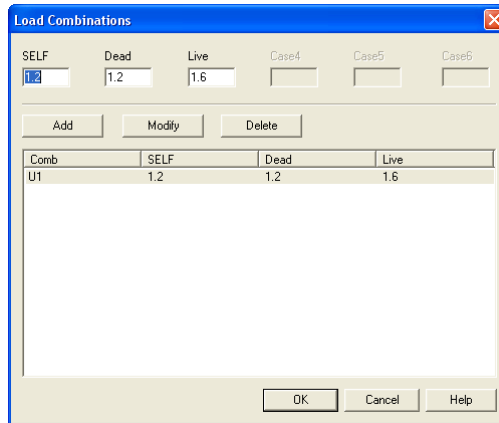 Load Combinations
SELF Dead Live Case4 Case5 Case6
1.2 1.2 1.6
Add Modify Delete
Comb SELF Dead Live
U1 1.2 1.2 1.6
OK Cancel Help